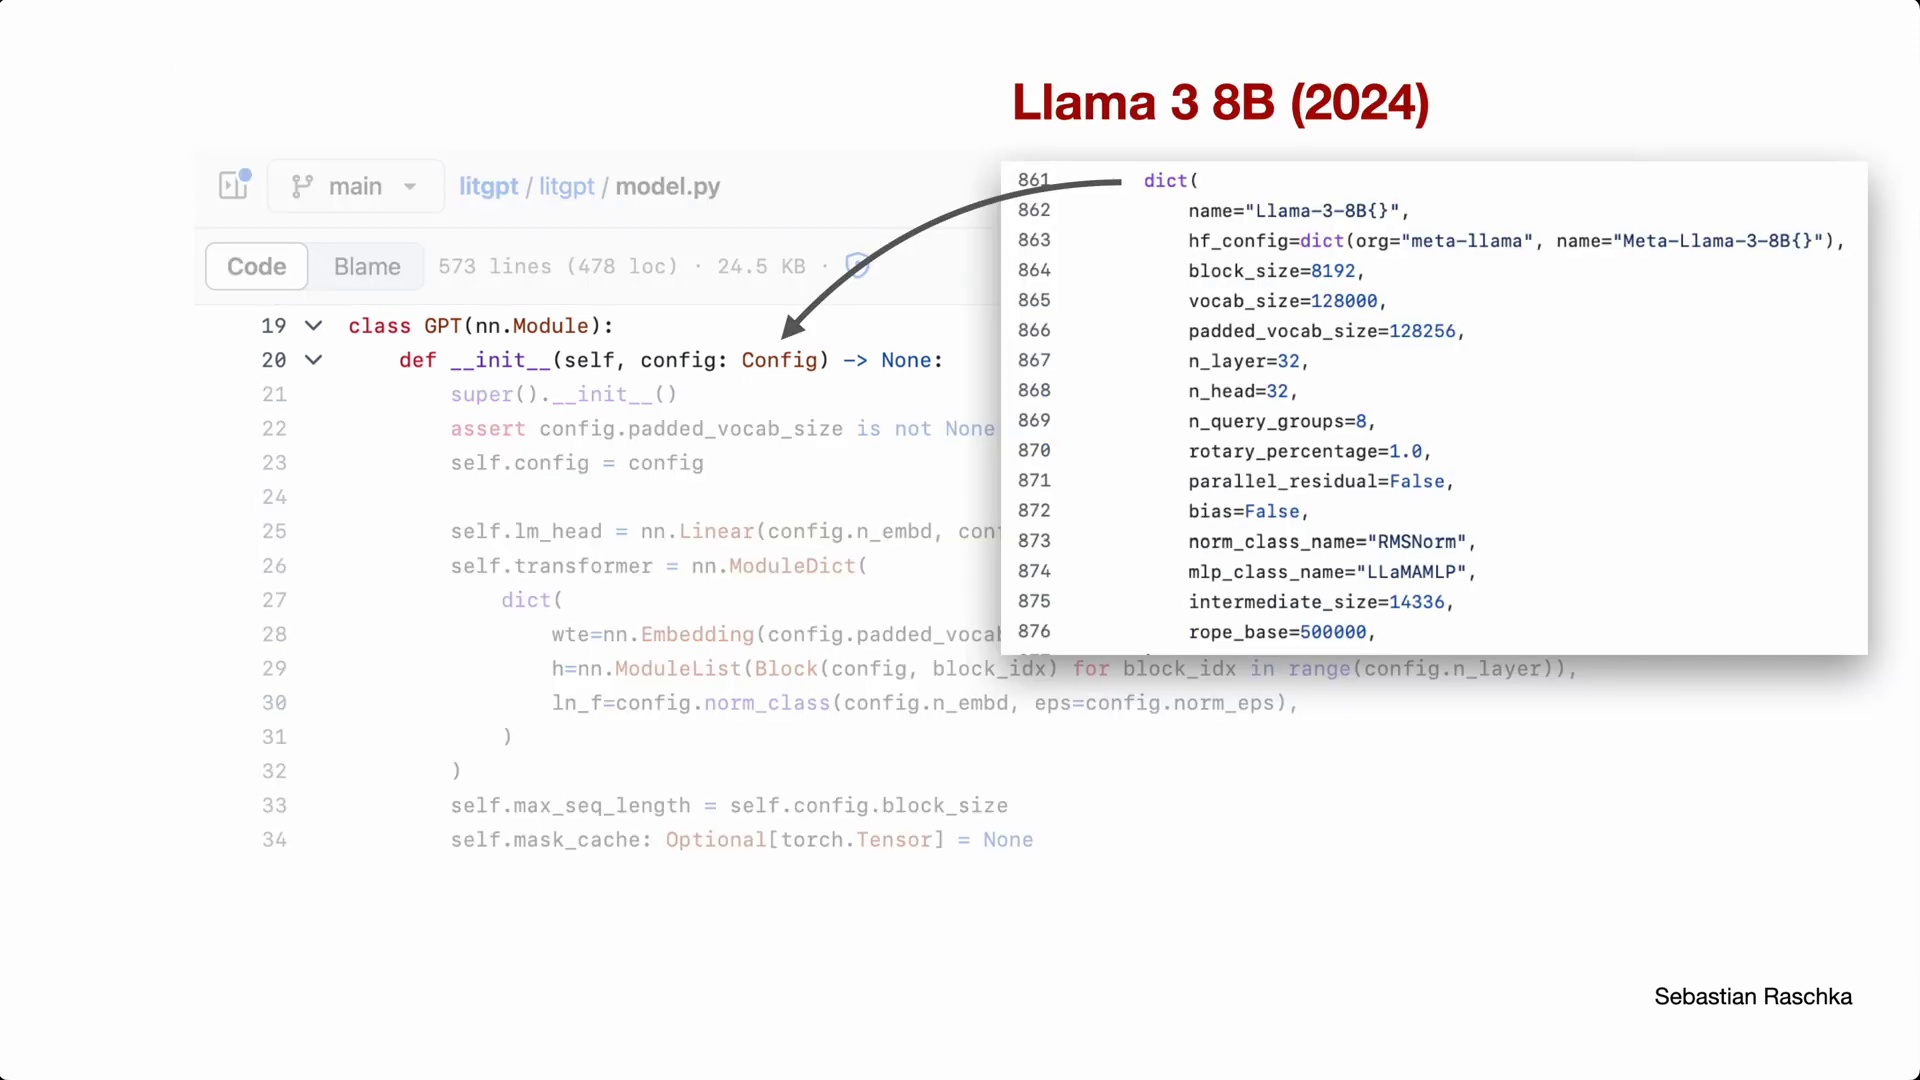 Llama 3 8B (2024)
main litgpt / litgpt / model.py
Code Blame 573 lines (478 loc) · 24.5 KB ·
19 class GPT(nn.Module):
20 def __init__(self, config: Config) -> None:
21 super().__init__()
22 assert config.padded_vocab_size is not None
23 self.config = config
24
25 self.lm_head = nn.Linear(config.n_embd, con
26 self.transformer = nn.ModuleDict(
27 dict(
28 wte=nn.Embedding(config.padded_vocab
29 h=nn.ModuleList(Block(config, block_idx) for block_idx in range(config.n_layer)),
30 ln_f=config.norm_class(config.n_embd, eps=config.norm_eps),
31 )
32 )
33 self.max_seq_length = self.config.block_size
34 self.mask_cache: Optional[torch.Tensor] = None
861 dict(
862 name="Llama-3-8B{}",
863 hf_config=dict(org="meta-llama", name="Meta-Llama-3-8B{}"),
864 block_size=8192,
865 vocab_size=128000,
866 padded_vocab_size=128256,
867 n_layer=32,
868 n_head=32,
869 n_query_groups=8,
870 rotary_percentage=1.0,
871 parallel_residual=False,
872 bias=False,
873 norm_class_name="RMSNorm",
874 mlp_class_name="LLaMAMLP",
875 intermediate_size=14336,
876 rope_base=500000,
Sebastian Raschka